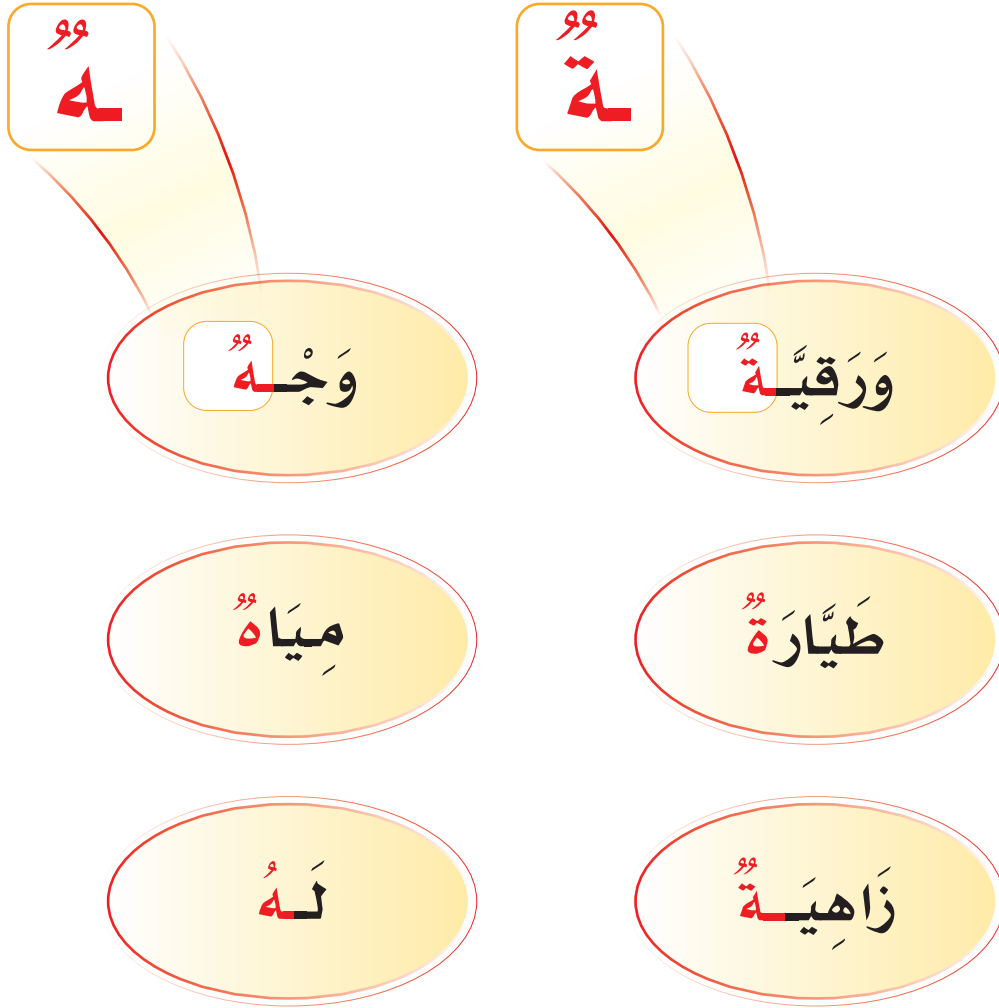 ـةٌ ـهٌ
وَرَقِيَّـةٌ وَجْـهٌ
طَيَّارَةٌ مِيَاهٌ
زَاهِيَـةٌ لَـهُ